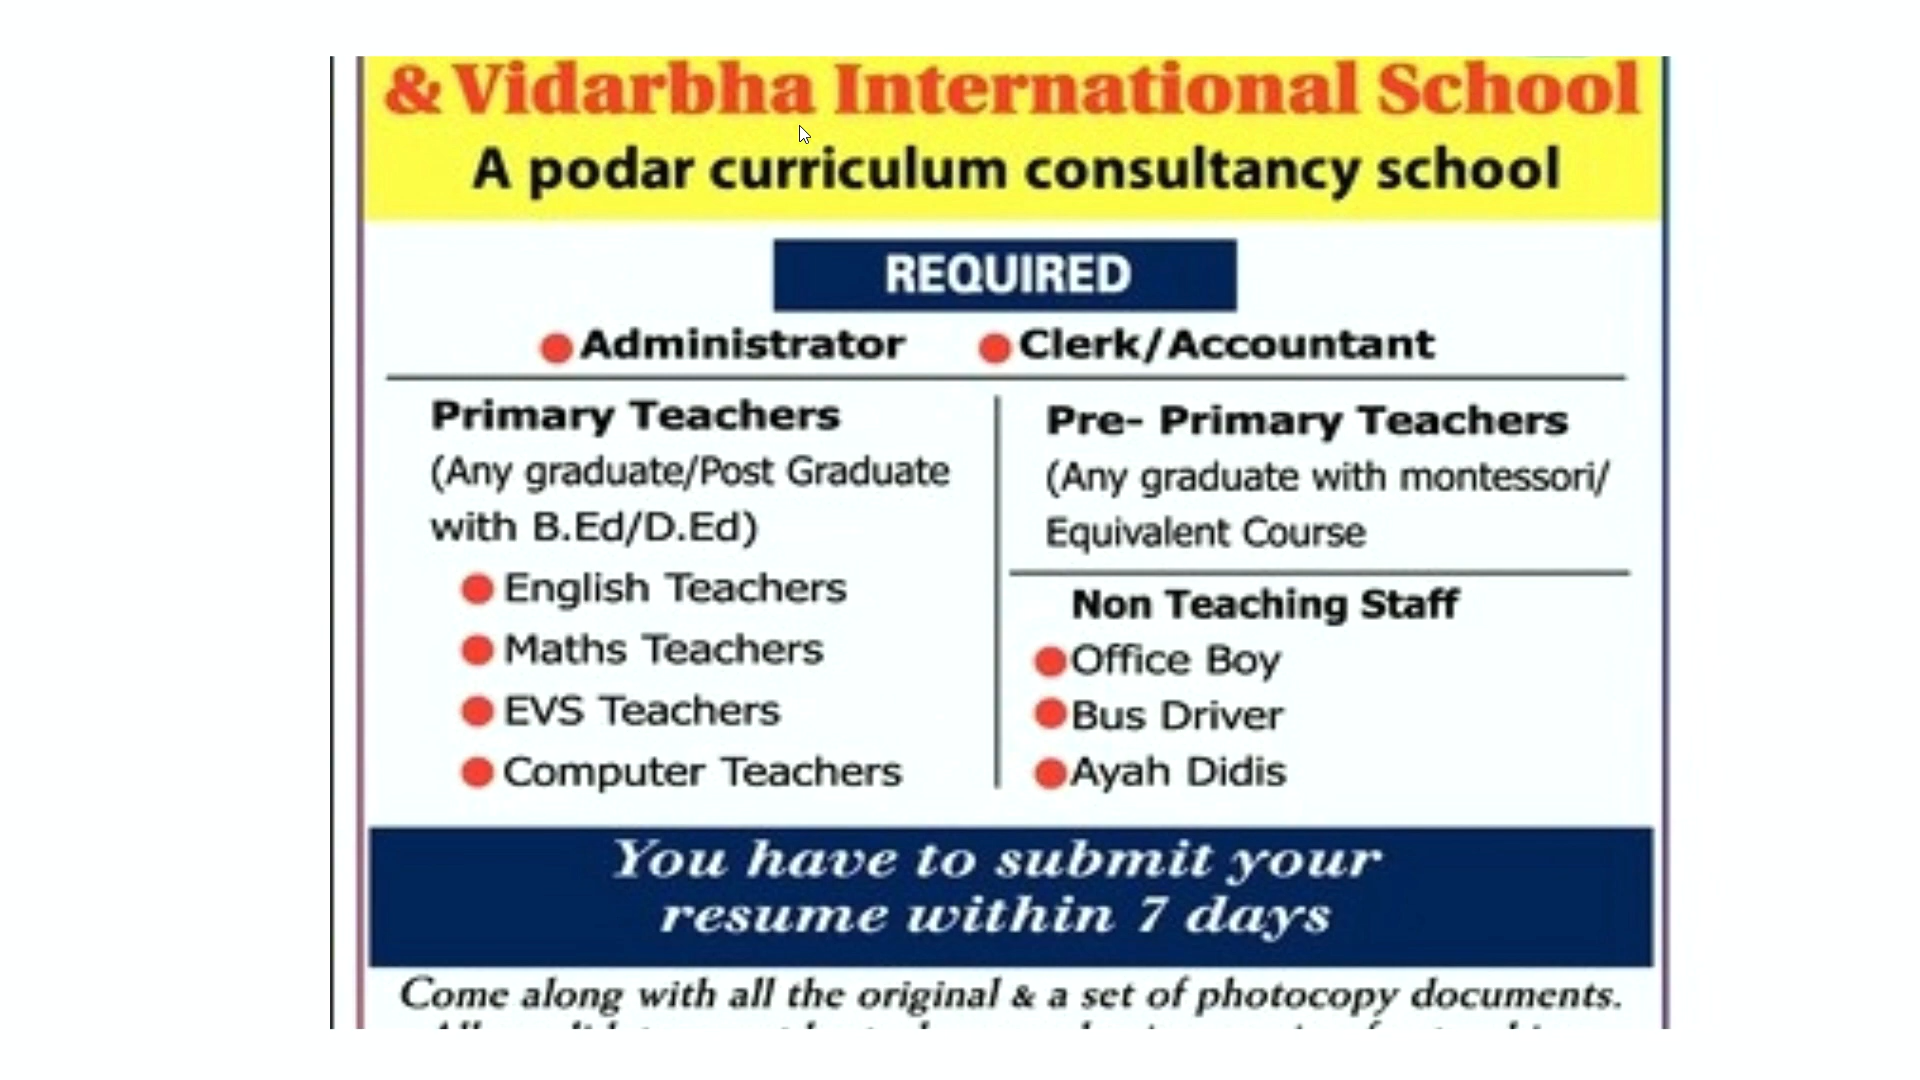 & Vidarbha International School
A podar curriculum consultancy school
REQUIRED
Administrator
Clerk/Accountant
Primary Teachers
(Any graduate/Post Graduate
with B.Ed/D.Ed)
English Teachers
Maths Teachers
EVS Teachers
Computer Teachers
Pre- Primary Teachers
(Any graduate with montessori/
Equivalent Course
Non Teaching Staff
Office Boy
Bus Driver
Ayah Didis
You have to submit your
resume within 7 days
Come along with all the original & a set of photocopy documents.